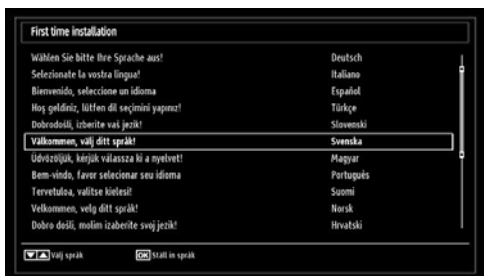 First time installation
Wählen Sie bitte Ihre Sprache aus! Deutsch
Selezionate la vostra lingua! Italiano
Bienvenido, seleccione un idioma Español
Hoş geldiniz, lütfen dil seçimini yapınız! Türkçe
Dobrodošli, izberite vaš jezik! Slovenski
Välkommen, välj ditt språk! Svenska
Üdvözöljük, kérjük válassza ki a nyelvet! Magyar
Bem-vindo, favor selecionar seu idioma Português
Tervetuloa, valitse kielesi! Suomi
Velkommen, velg ditt språk! Norsk
Dobro došli, molim izaberite svoj jezik! Hrvatski
Välj språk OK Ställ in språk